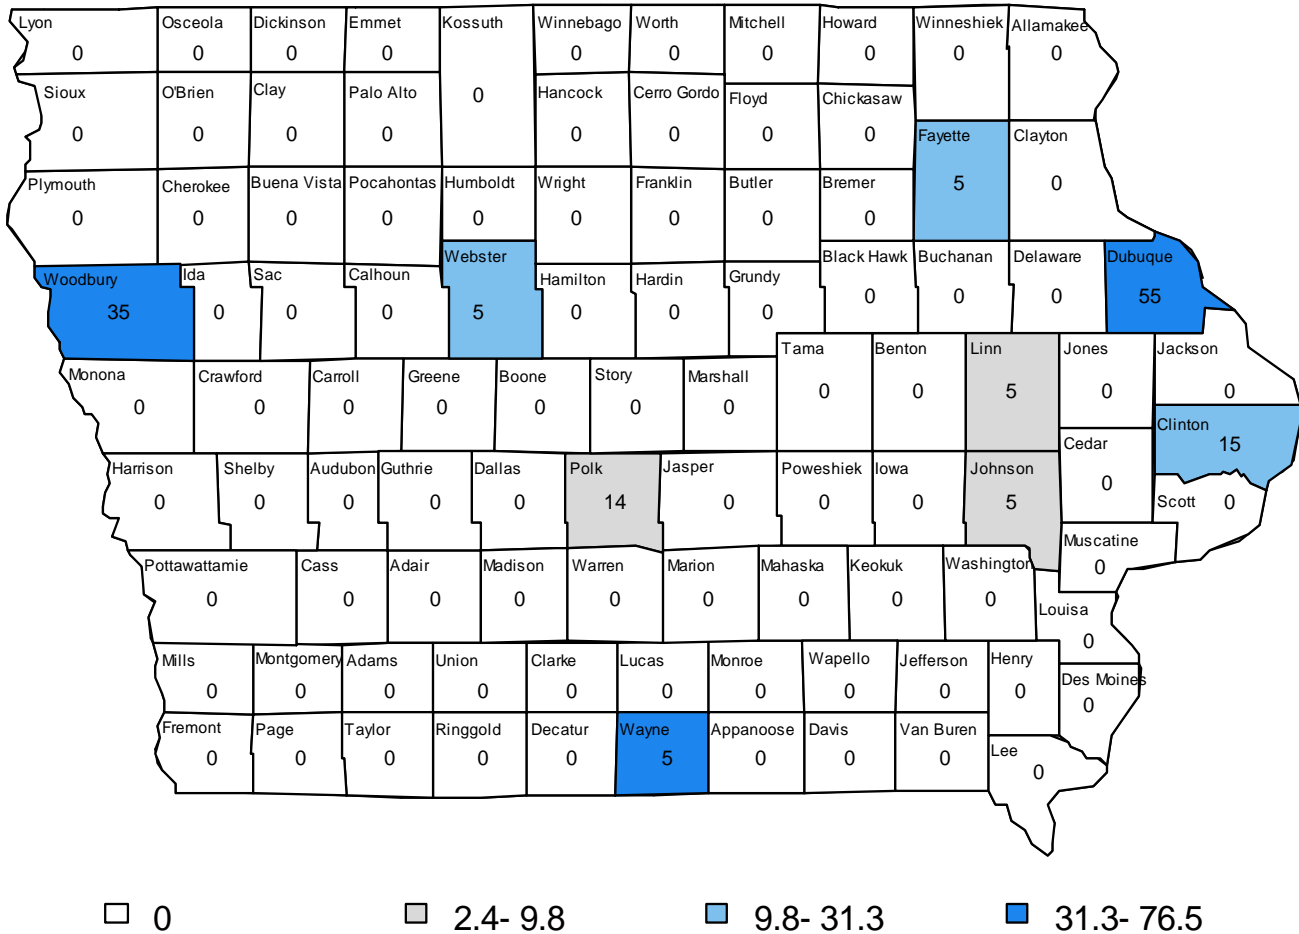 Lyon Osceola Dickinson Emmet Kossuth Winnebago Worth Mitchell Howard Winneshiek Allamakee
0 0 0 0 0 0 0 0 0 0
Sioux O'Brien Clay Palo Alto 0 Hancock Cerro Gordo Floyd Chickasaw
0 0 0 0 0 0 0 0
Fayette Clayton
5 0
Plymouth Cherokee Buena Vista Pocahontas Humboldt Wright Franklin Butler Bremer
0 0 0 0 0 0 0 0 0
Woodbury Ida Sac Calhoun Webster Hamilton Hardin Grundy Black Hawk Buchanan Delaware Dubuque
35 0 0 0 5 0 0 0 0 0 0 55
Monona Crawford Carroll Greene Boone Story Marshall Tama Benton Linn Jones Jackson
0 0 0 0 0 0 0 0 0 5 0 0
Clinton
15
Harrison Shelby Audubon Guthrie Dallas Polk Jasper Poweshiek Iowa Johnson Cedar Scott
0 0 0 0 0 14 0 0 0 5 0 0
Muscatine
0
Pottawattamie Cass Adair Madison Warren Marion Mahaska Keokuk Washington Louisa
0 0 0 0 0 0 0 0 0 0
Mills Montgomery Adams Union Clarke Lucas Monroe Wapello Jefferson Henry Des Moines
0 0 0 0 0 0 0 0 0 0 0
Fremont Page Taylor Ringgold Decatur Wayne Appanoose Davis Van Buren Lee
0 0 0 0 0 5 0 0 0 0
0 2.4- 9.8 9.8- 31.3 31.3- 76.5